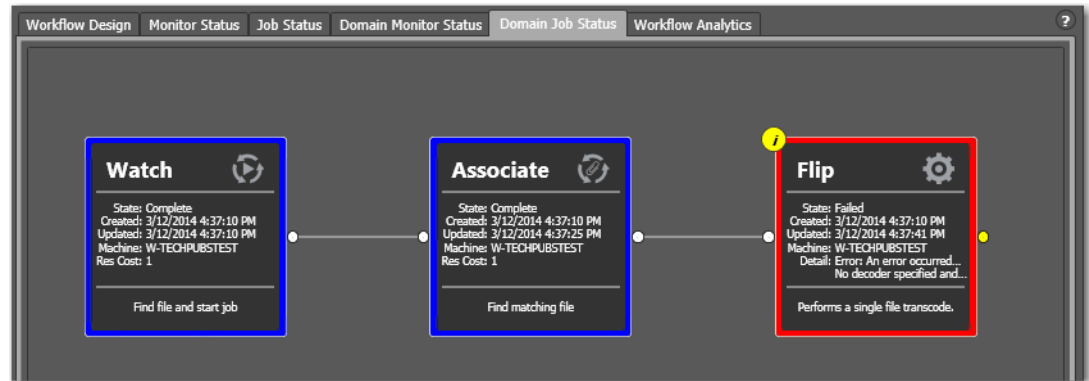 Workflow Design Monitor Status Job Status Domain Monitor Status Domain Job Status Workflow Analytics ?
Watch
State: Complete
Created: 3/12/2014 4:37:10 PM
Updated: 3/12/2014 4:37:10 PM
Machine: W-TECHPUBSTEST
Res Cost: 1
Find file and start job
Associate
State: Complete
Created: 3/12/2014 4:37:10 PM
Updated: 3/12/2014 4:37:25 PM
Machine: W-TECHPUBSTEST
Res Cost: 1
Find matching file
i
Flip
State: Failed
Created: 3/12/2014 4:37:10 PM
Updated: 3/12/2014 4:37:41 PM
Machine: W-TECHPUBSTEST
Detail: Error: An error occurred...
No decoder specified and...
Performs a single file transcode.